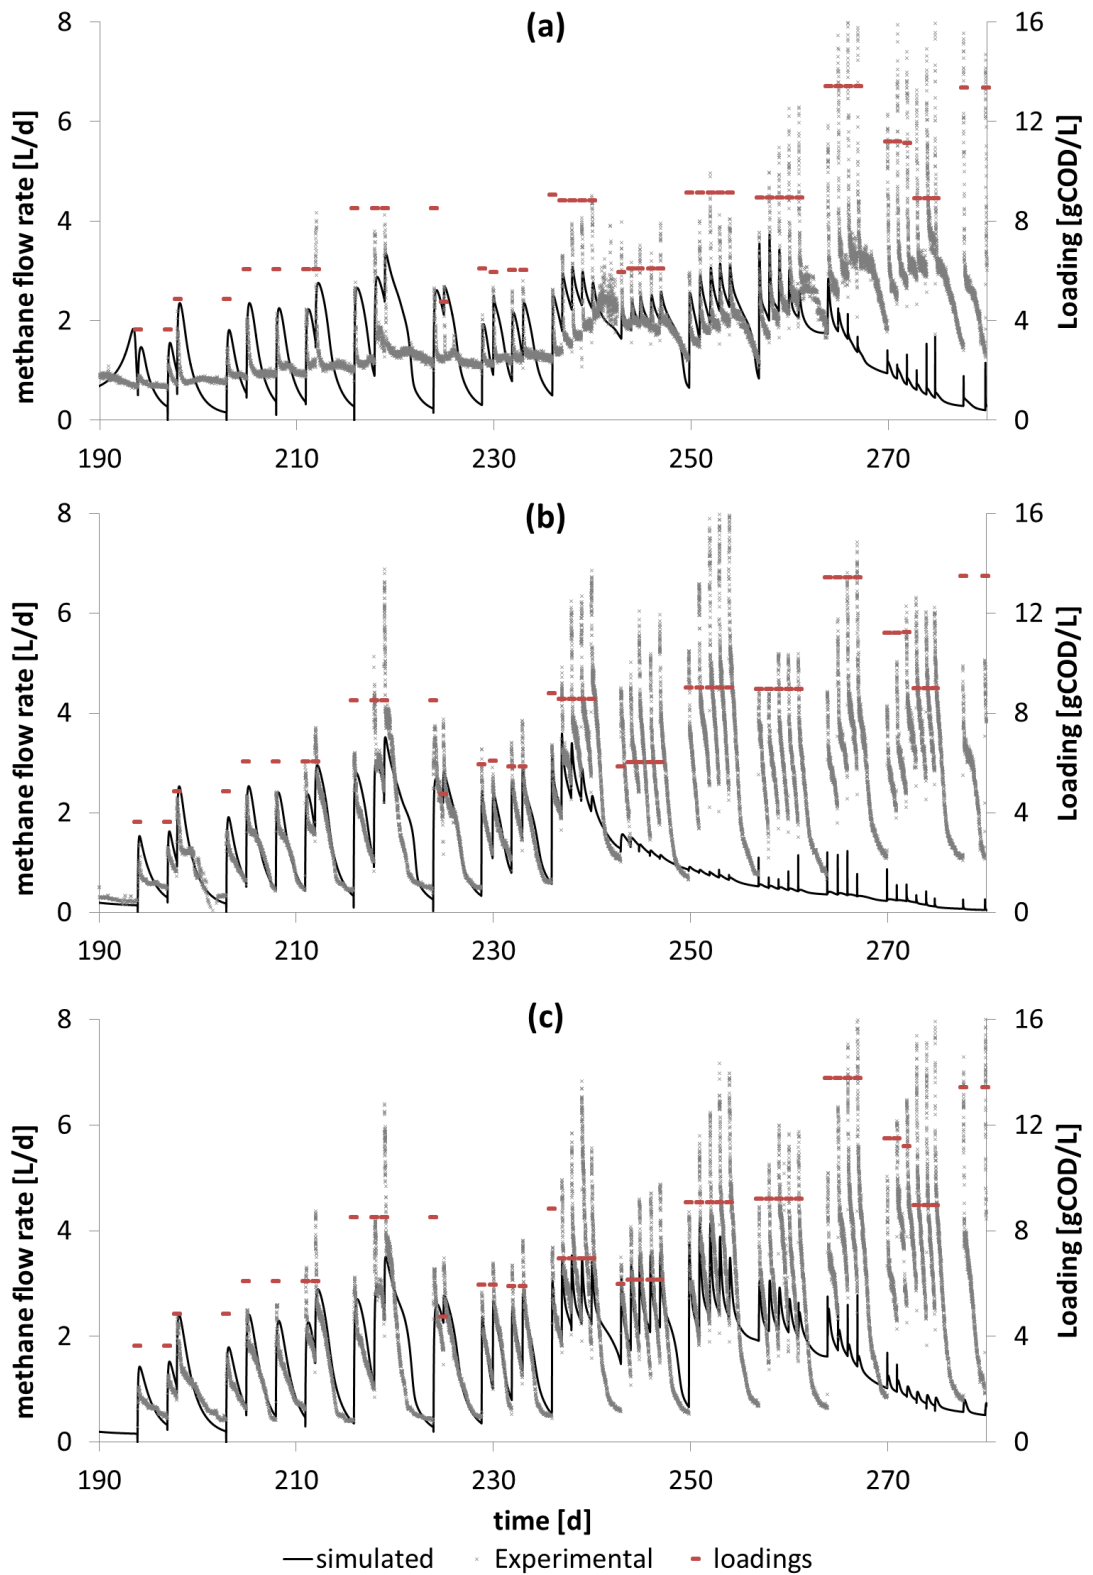 (a)
8
6
4
2
0
methane flow rate [L/d]
16
12
8
4
0
Loading [gCOD/L]
190 210 230 250 270
(b)
8
6
4
2
0
methane flow rate [L/d]
16
12
8
4
0
Loading [gCOD/L]
190 210 230 250 270
(c)
8
6
4
2
0
methane flow rate [L/d]
16
12
8
4
0
Loading [gCOD/L]
190 210 230 250 270
time [d]
simulated Experimental loadings